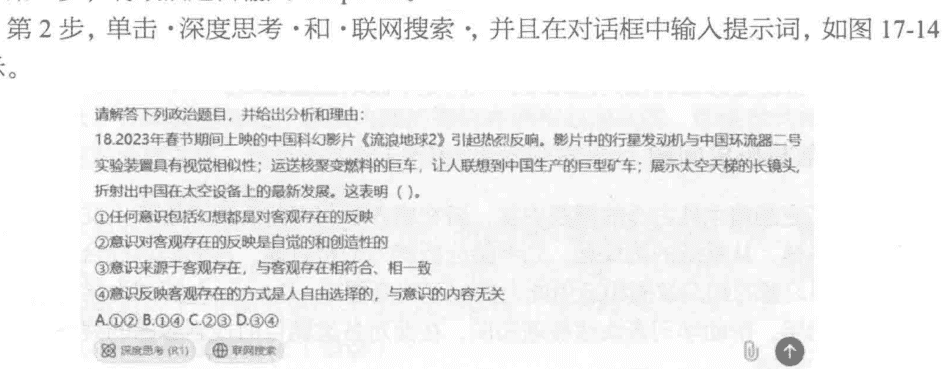 第 2 步，单击·深度思考·和·联网搜索·，并且在对话框中输入提示词，如图 17-14
示。
请解答下列政治题目，并给出分析和理由：
18.2023年春节期间上映的中国科幻影片《流浪地球2》引起热烈反响。影片中的行星发动机与中国环流器二号
实验装置具有视觉相似性；运送核聚变燃料的巨车，让人联想到中国生产的巨型矿车；展示太空天梯的长镜头，
折射出中国在太空设备上的最新发展。这表明（ ）。
①任何意识包括幻想都是对客观存在的反映
②意识对客观存在的反映是自觉的和创造性的
③意识来源于客观存在，与客观存在相符合、相一致
④意识反映客观存在的方式是人自由选择的，与意识的内容无关
A.①② B.①④ C.②③ D.③④
深度思考 (R1) 联网搜索